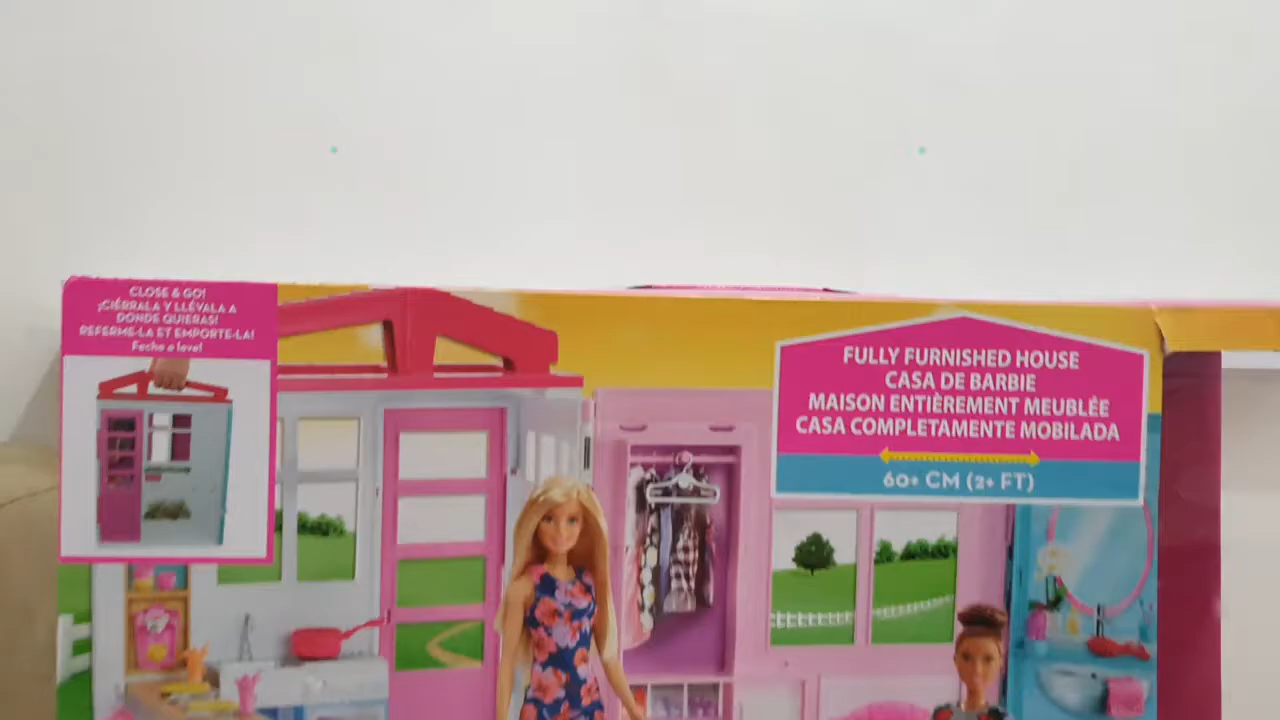 CLOSE & GO!
¡CIÉRRALA Y LLÉVALA A
DONDE QUIERAS!
REFERME-LA ET EMPORTE-LA!
Feche e leve!
FULLY FURNISHED HOUSE
CASA DE BARBIE
MAISON ENTIÈREMENT MEUBLÉE
CASA COMPLETAMENTE MOBILADA
60+ CM (2+ FT)